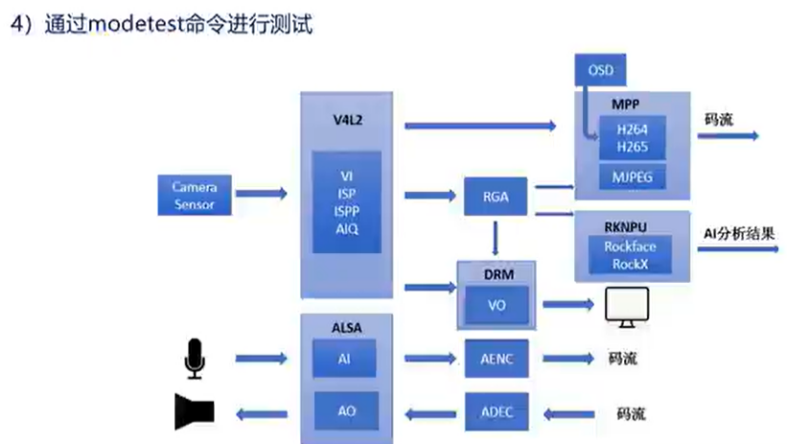 4）通过modetest命令进行测试
OSD
MPP
H264
H265
MJPEG
码流
V4L2
VI
ISP
ISPP
AIQ
Camera
Sensor
RGA
RKNPU
Rockface
RockX
AI分析结果
DRM
VO
ALSA
AI
AENC
码流
AO
ADEC
码流